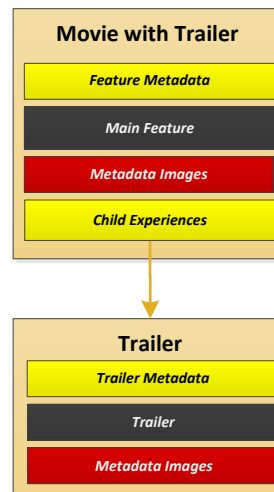 Movie with Trailer
Feature Metadata
Main Feature
Metadata Images
Child Experiences
Trailer
Trailer Metadata
Trailer
Metadata Images